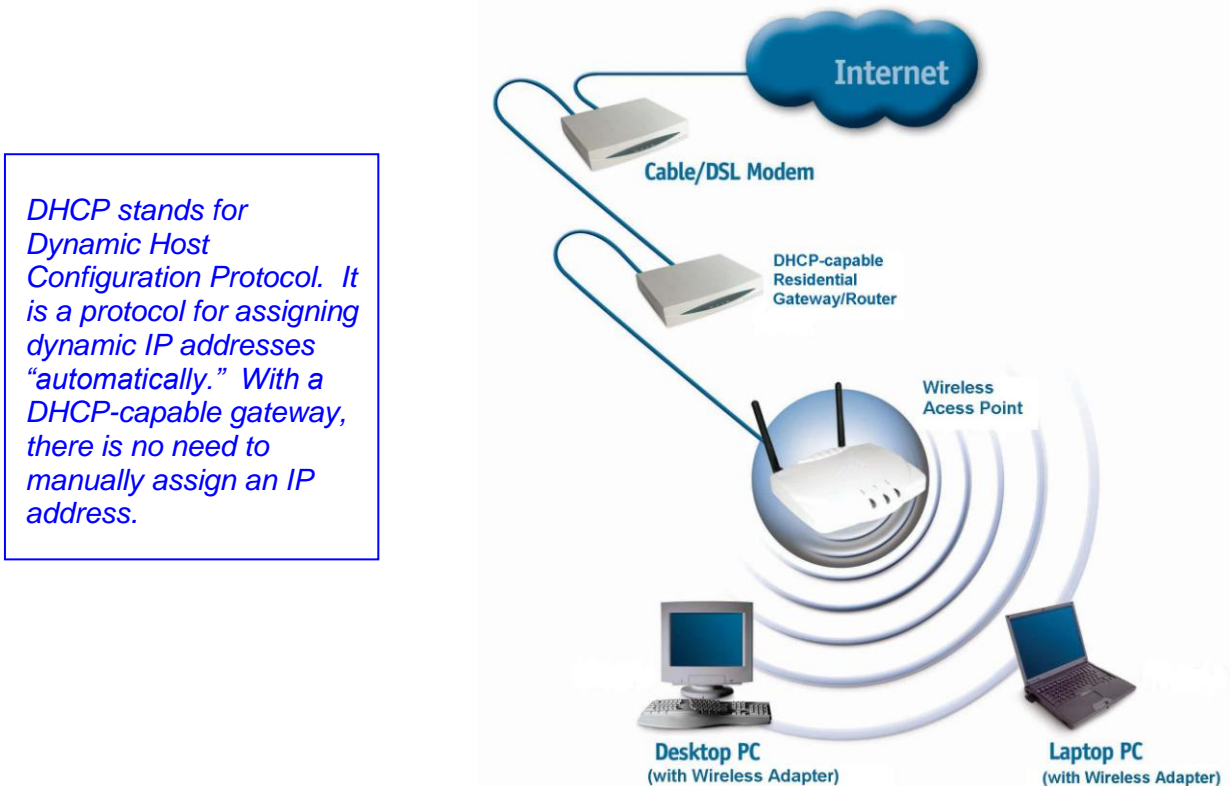 DHCP stands for
Dynamic Host
Configuration Protocol.  It
is a protocol for assigning
dynamic IP addresses
“automatically.”  With a
DHCP-capable gateway,
there is no need to
manually assign an IP
address.
Internet
Cable/DSL Modem
DHCP-capable
Residential
Gateway/Router
Wireless
Acess Point
Desktop PC
(with Wireless Adapter)
Laptop PC
(with Wireless Adapter)